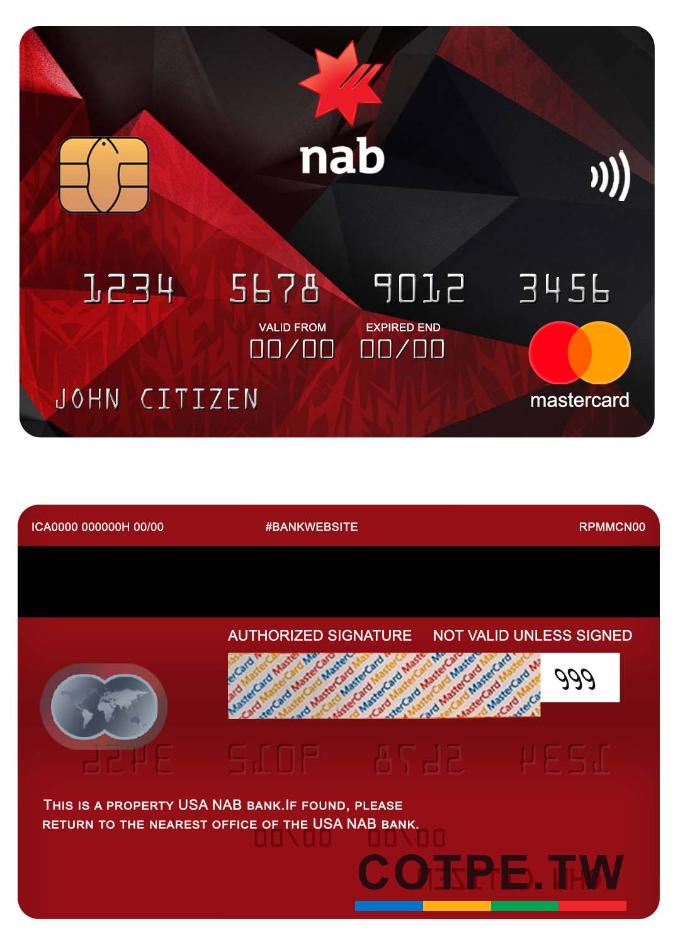 nab
1234 5678 9012 3456
VALID FROM EXPIRED END
00/00 00/00
JOHN CITIZEN
mastercard
ICA0000 000000H 00/00 #BANKWEBSITE RPMMCN00
AUTHORIZED SIGNATURE NOT VALID UNLESS SIGNED
MasterCard
999
THIS IS A PROPERTY USA NAB BANK.IF FOUND, PLEASE
RETURN TO THE NEAREST OFFICE OF THE USA NAB BANK.
COTPE.TW